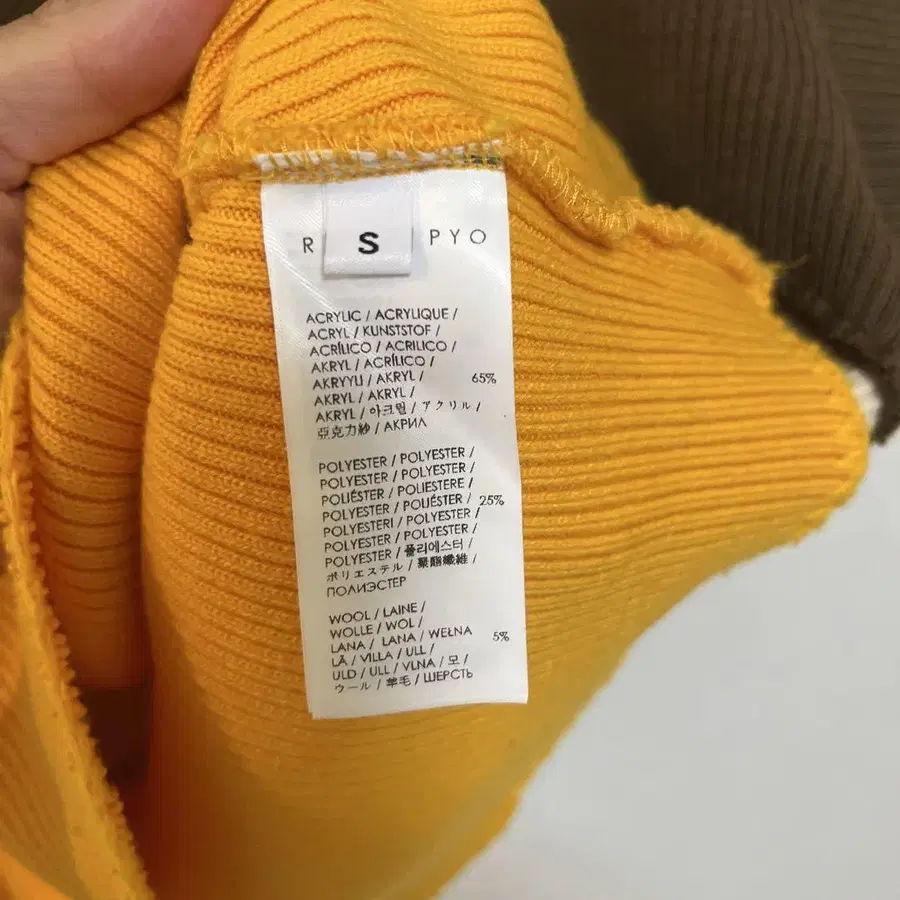 R S PYO
ACRYLIC / ACRYLIQUE /
ACRYL / KUNSTSTOF /
ACRÍLICO / ACRILICO /
AKRYL / ACRÍLICO /
AKRYYLI / AKRYL /
AKRYL / AKRYL /
AKRYL / 아크릴 / アクリル /
亞克力紗 / АКРИЛ
65%
POLYESTER / POLYESTER /
POLYESTER / POLYESTER /
POLIÉSTER / POLIESTERE /
POLYESTER / POLIÉSTER /
POLYESTERI / POLYESTER /
POLYESTER / POLYESTER /
POLYESTER / 폴리에스터 /
ポリエステル / 聚酯纖維 /
ПОЛИЭСТЕР
25%
WOOL / LAINE /
WOLLE / WOL /
LANA / LANA / WEŁNA
LÃ / VILLA / ULL /
ULD / ULL / VLNA / 모 /
ウール / 羊毛 / ШЕРСТЬ
5%